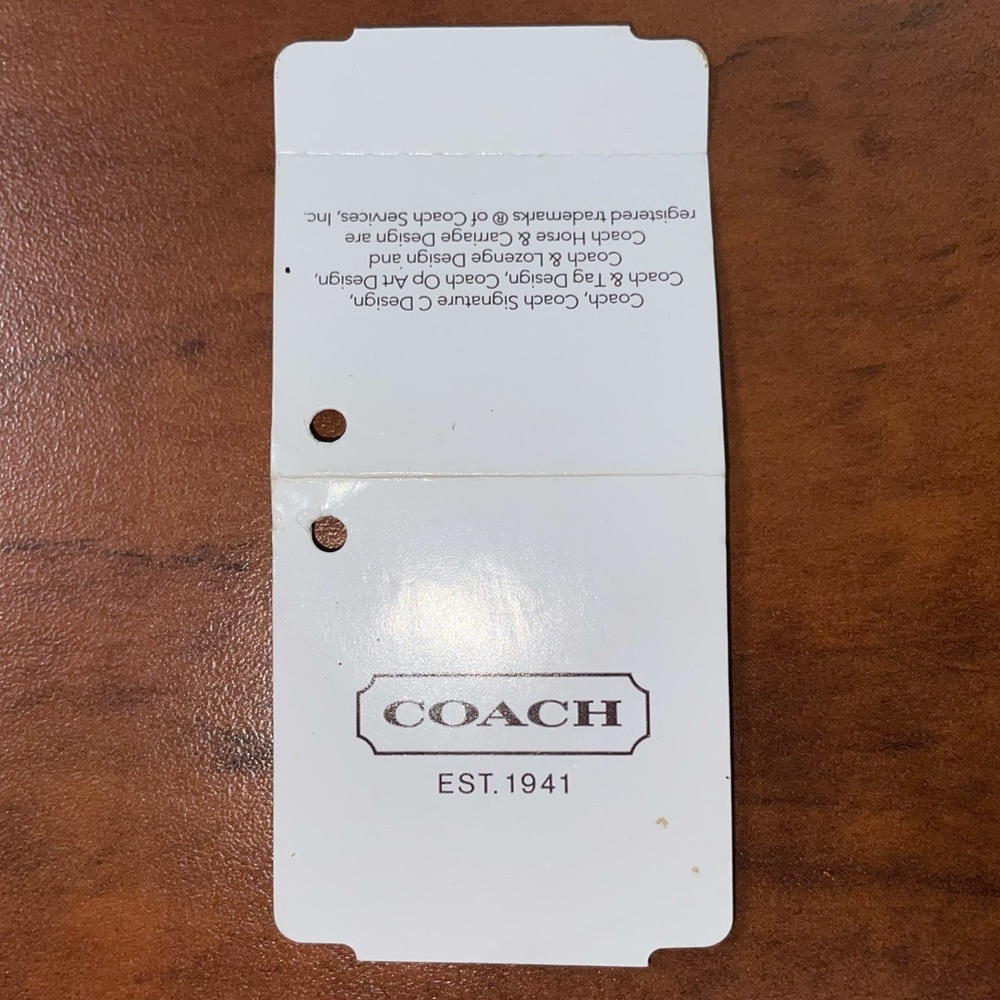 Coach, Coach Signature C Design,
Coach & Tag Design, Coach Op Art Design,
Coach & Lozenge Design and
Coach Horse & Carriage Design are
registered trademarks ® of Coach Services, Inc.
COACH
EST. 1941